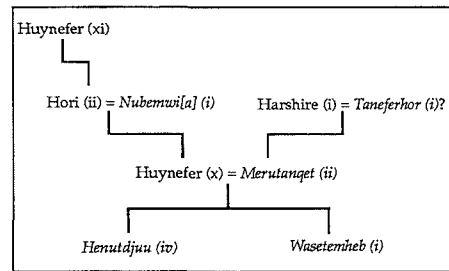 Huynefer (xi)
Hori (ii) = Nubemwi[a] (i) Harshire (i) = Taneferhor (i)?
Huynefer (x) = Merutanqet (ii)
Henutdjuu (iv) Wasetemheb (i)